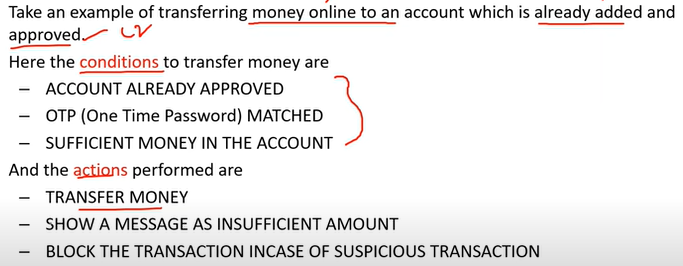 Take an example of transferring money online to an account which is already added and
approved.
Here the conditions to transfer money are
– ACCOUNT ALREADY APPROVED
– OTP (One Time Password) MATCHED
– SUFFICIENT MONEY IN THE ACCOUNT
And the actions performed are
– TRANSFER MONEY
– SHOW A MESSAGE AS INSUFFICIENT AMOUNT
– BLOCK THE TRANSACTION INCASE OF SUSPICIOUS TRANSACTION